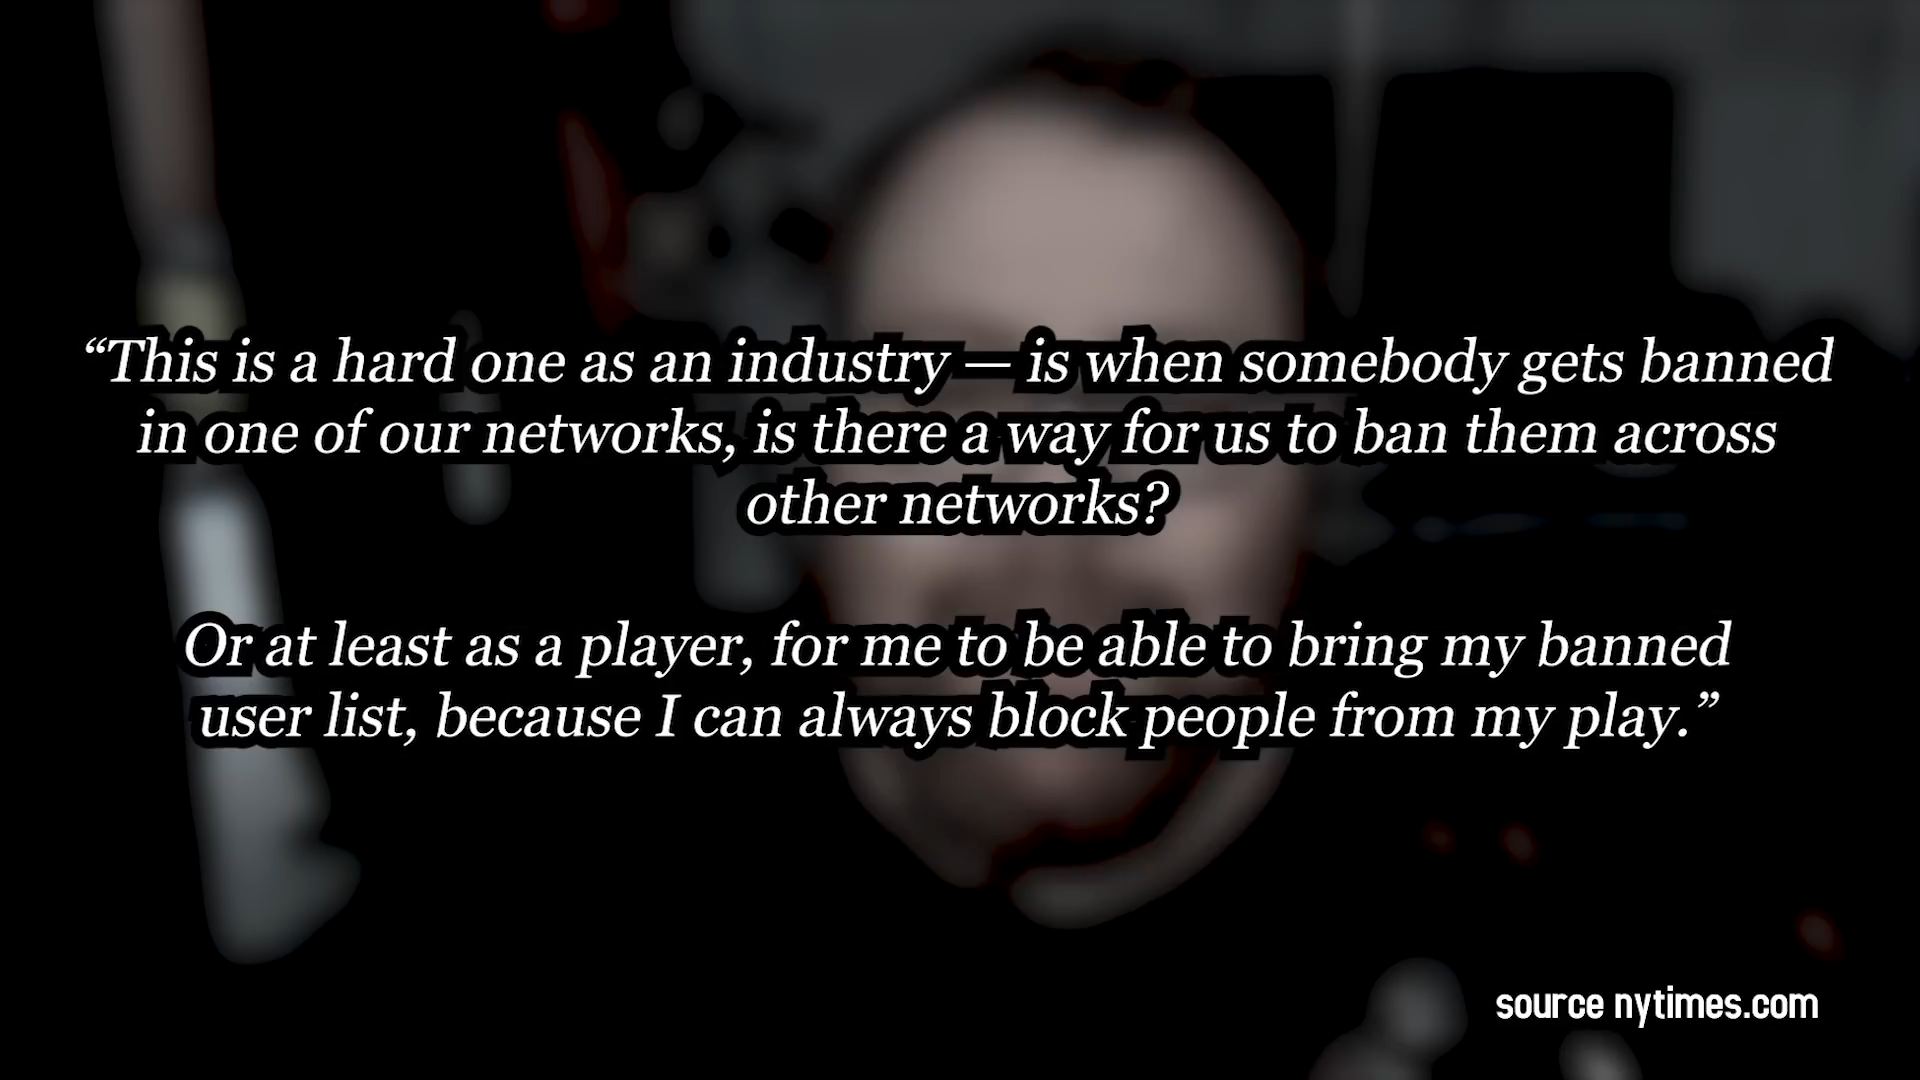 “This is a hard one as an industry — is when somebody gets banned
in one of our networks, is there a way for us to ban them across
other networks?
Or at least as a player, for me to be able to bring my banned
user list, because I can always block people from my play.”
source nytimes.com